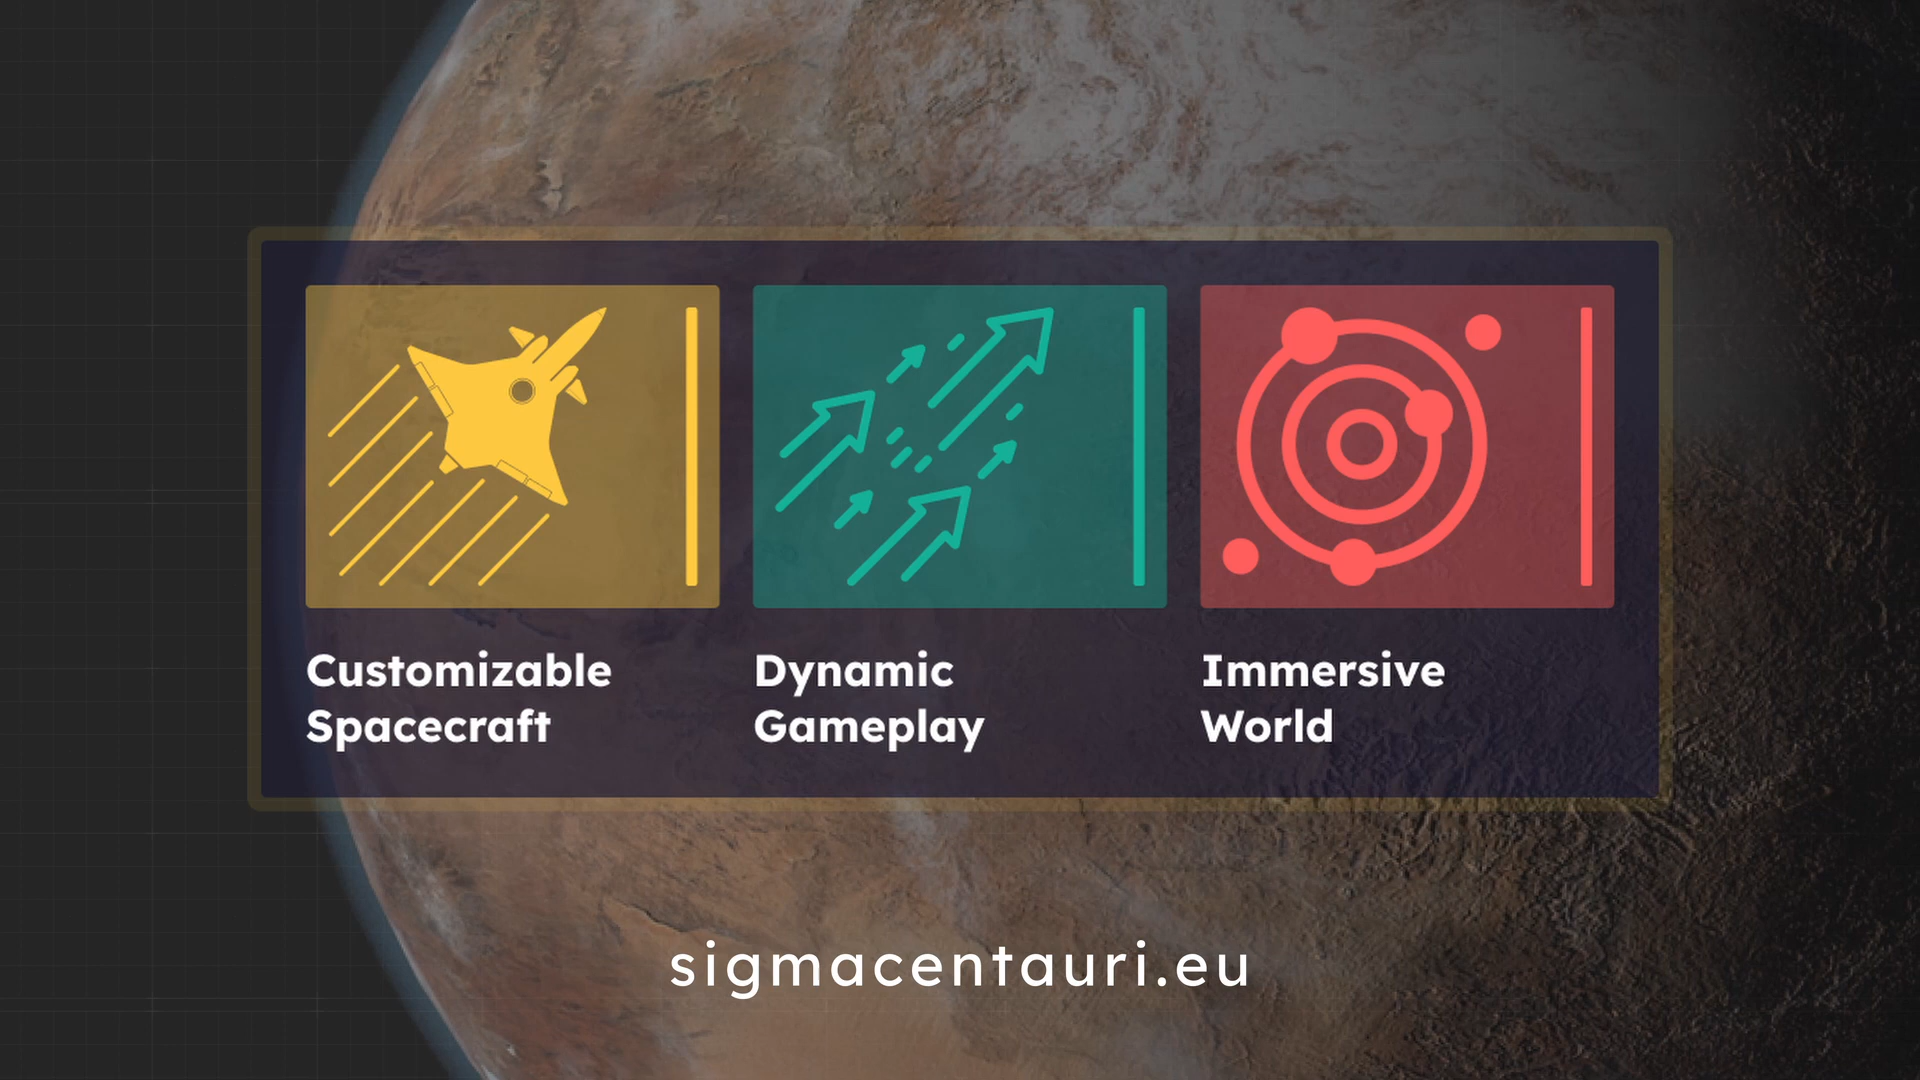 Customizable
Spacecraft
Dynamic
Gameplay
Immersive
World
sigmacentauri.eu